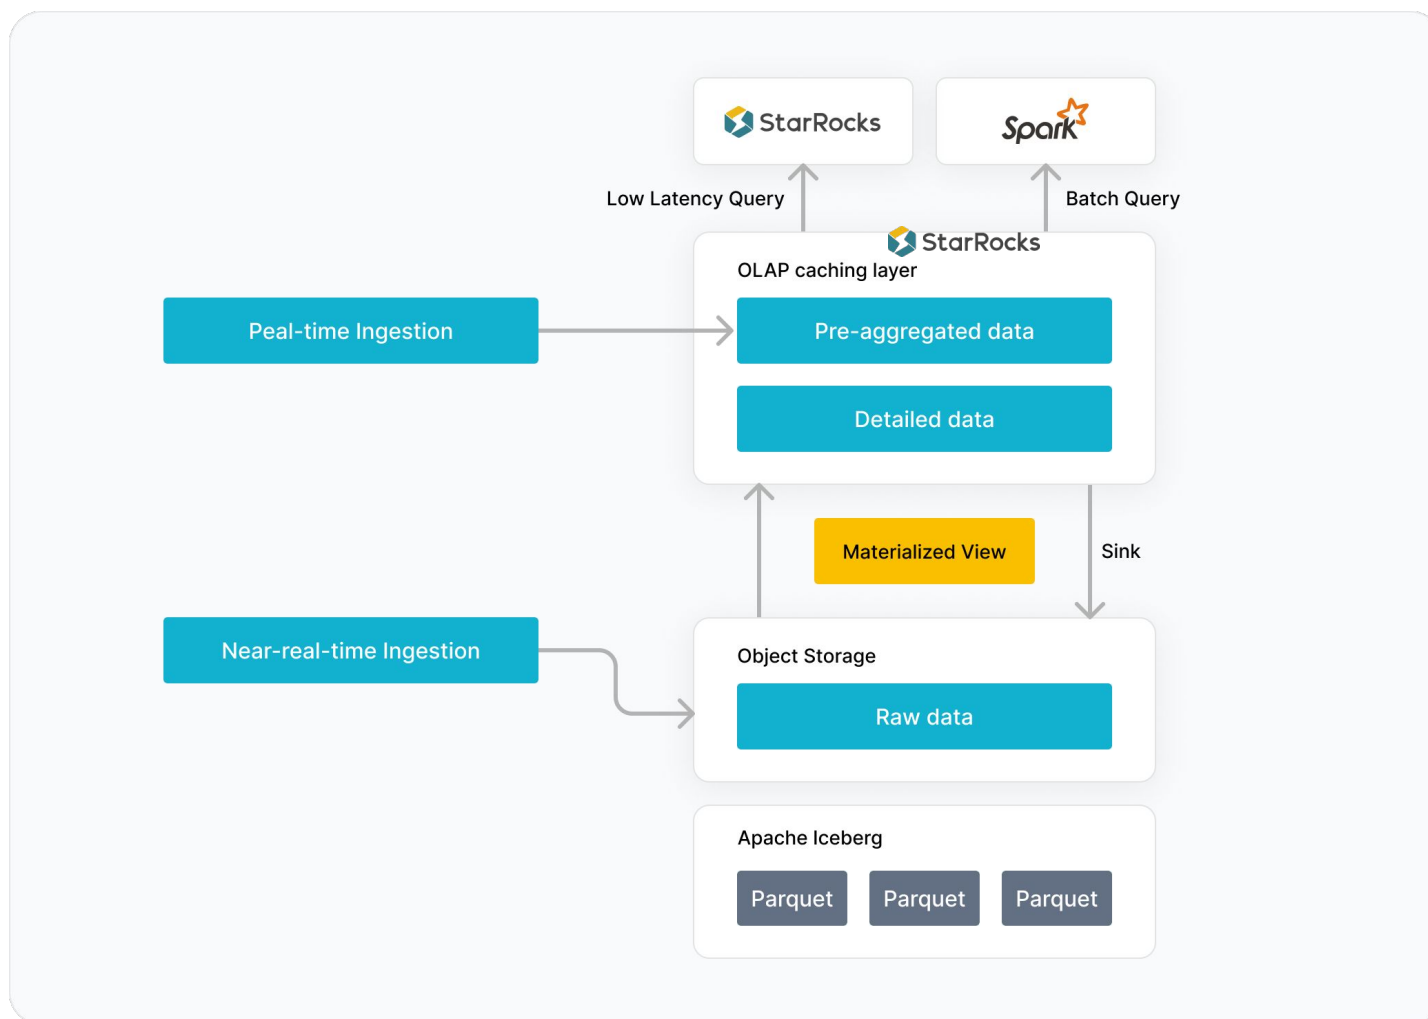 StarRocks
Spark
Low Latency Query
Batch Query
StarRocks
OLAP caching layer
Peal-time Ingestion
Pre-aggregated data
Detailed data
Materialized View
Sink
Near-real-time Ingestion
Object Storage
Raw data
Apache Iceberg
Parquet
Parquet
Parquet